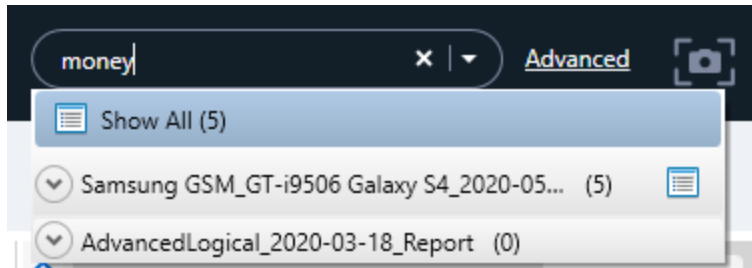 money Advanced
Show All (5)
Samsung GSM_GT-i9506 Galaxy S4_2020-05... (5)
AdvancedLogical_2020-03-18_Report (0)